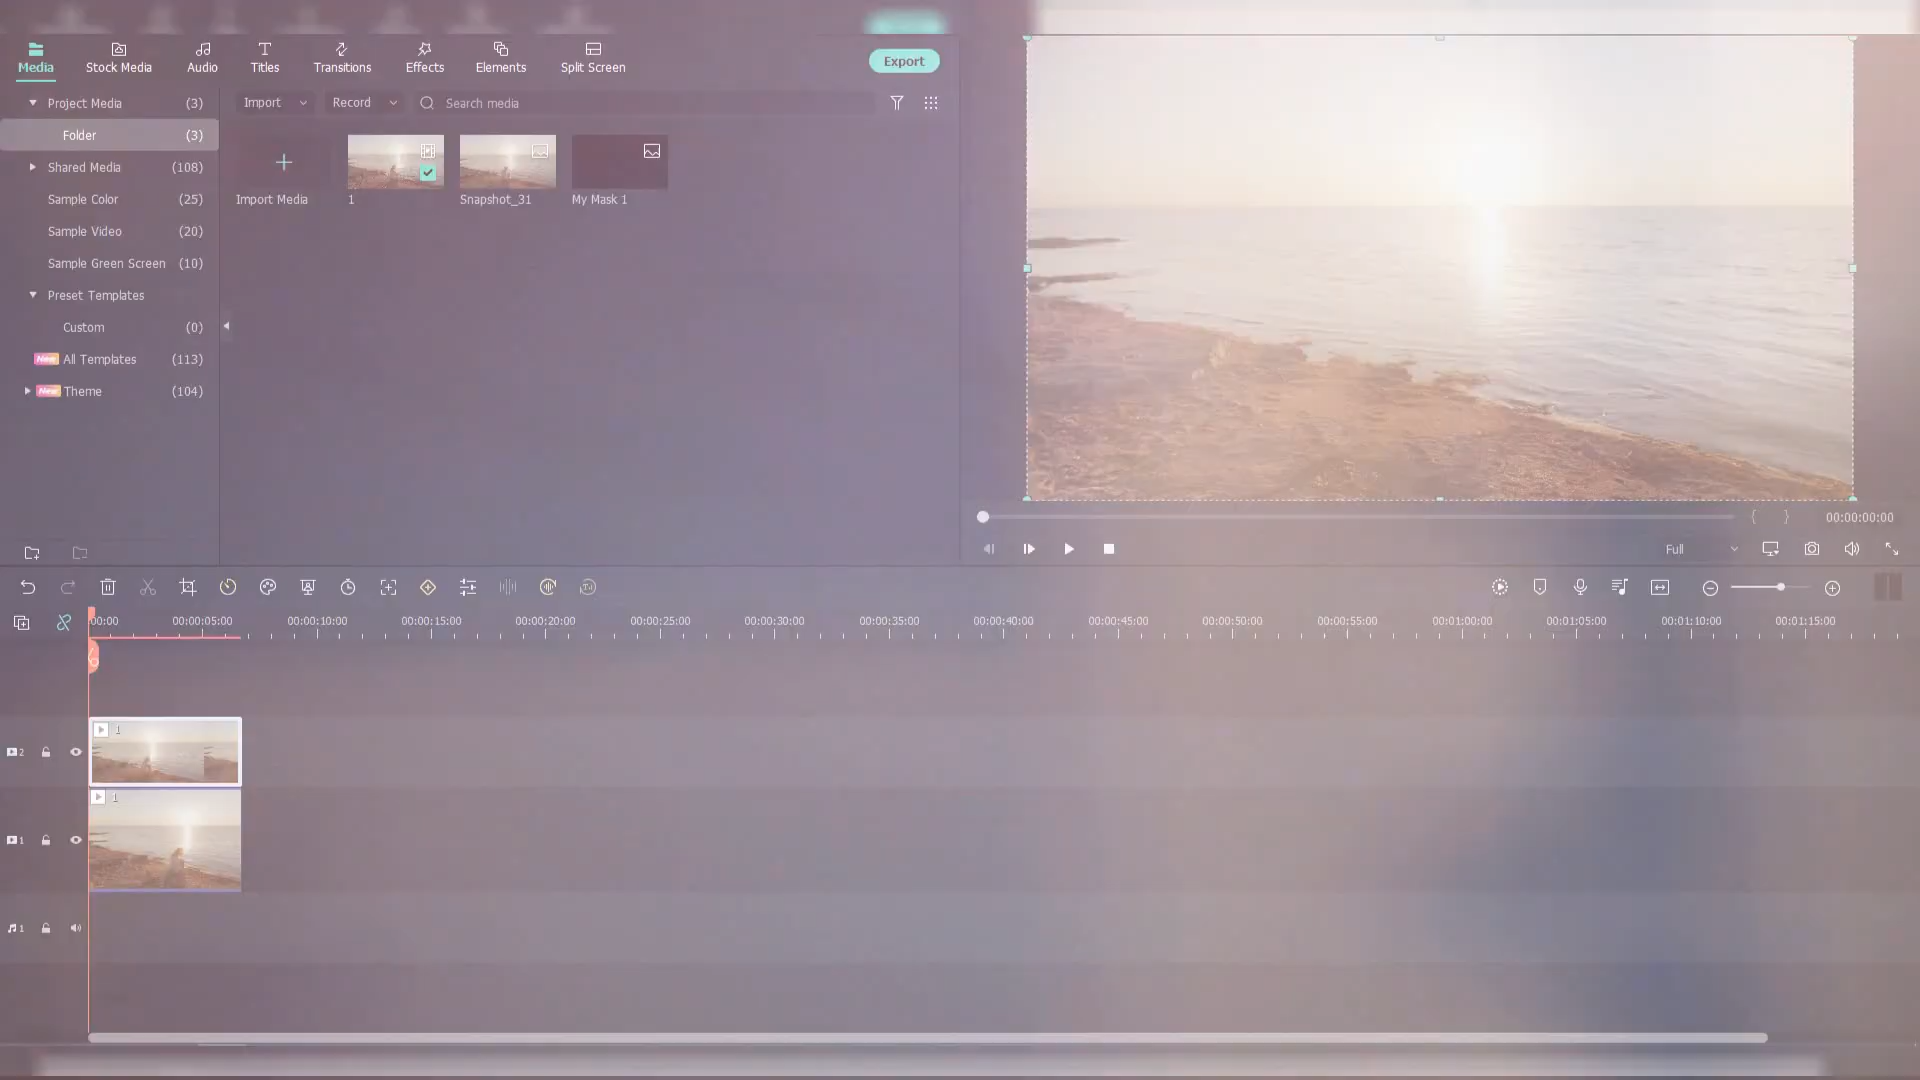 Media
Stock Media
Audio
Titles
Transitions
Effects
Elements
Split Screen
Export
Project Media (3)
Import
Record
Search media
Folder (3)
Shared Media (108)
Sample Color (25)
Sample Video (20)
Sample Green Screen (10)
Preset Templates
Custom (0)
New All Templates (113)
New Theme (104)
Import Media
1
Snapshot_31
My Mask 1
00:00:00:00
Full
00:00 00:00:05:00 00:00:10:00 00:00:15:00 00:00:20:00 00:00:25:00 00:00:30:00 00:00:35:00 00:00:40:00 00:00:45:00 00:00:50:00 00:00:55:00 00:01:00:00 00:01:05:00 00:01:10:00 00:01:15:00
1
2
1
1
1